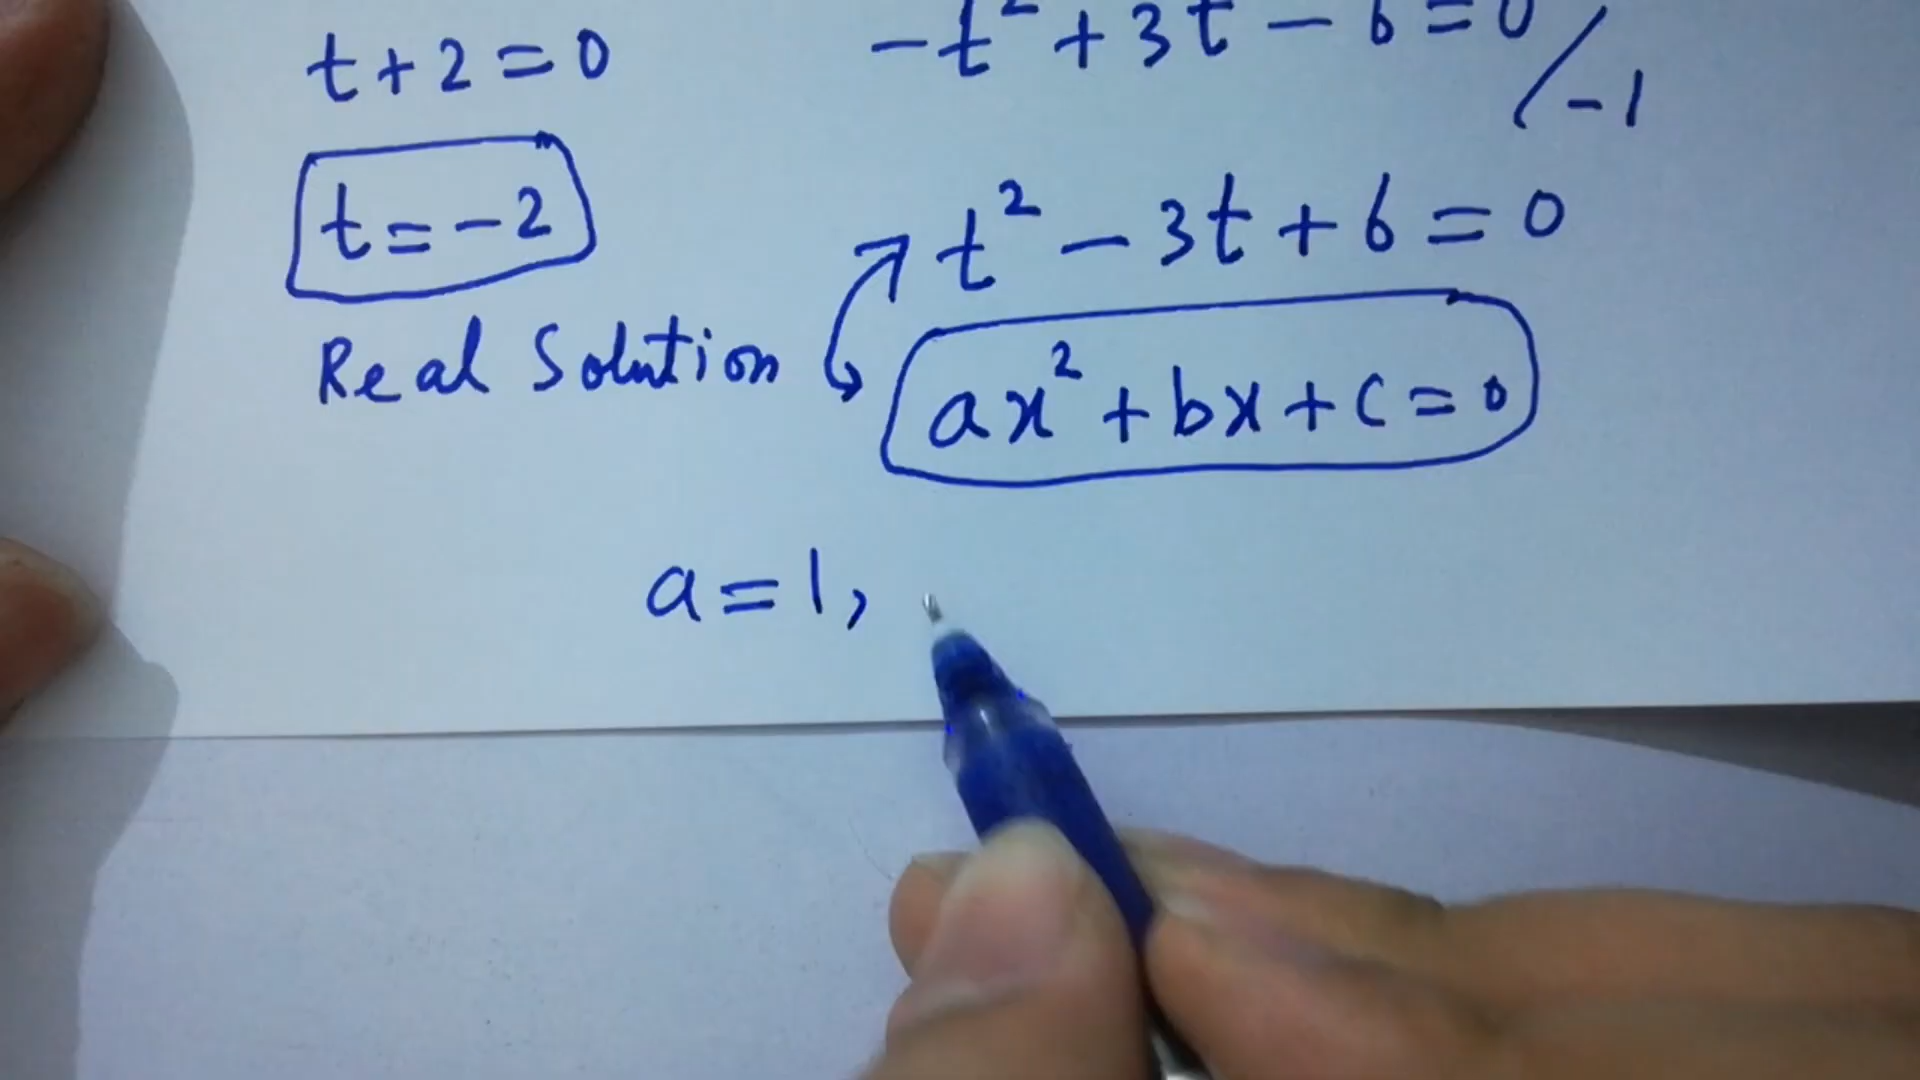 t + 2 = 0
-t² + 3t - 6 = 0 / -1
t = -2
t² - 3t + 6 = 0
Real Solution
ax² + bx + c = 0
a = 1,